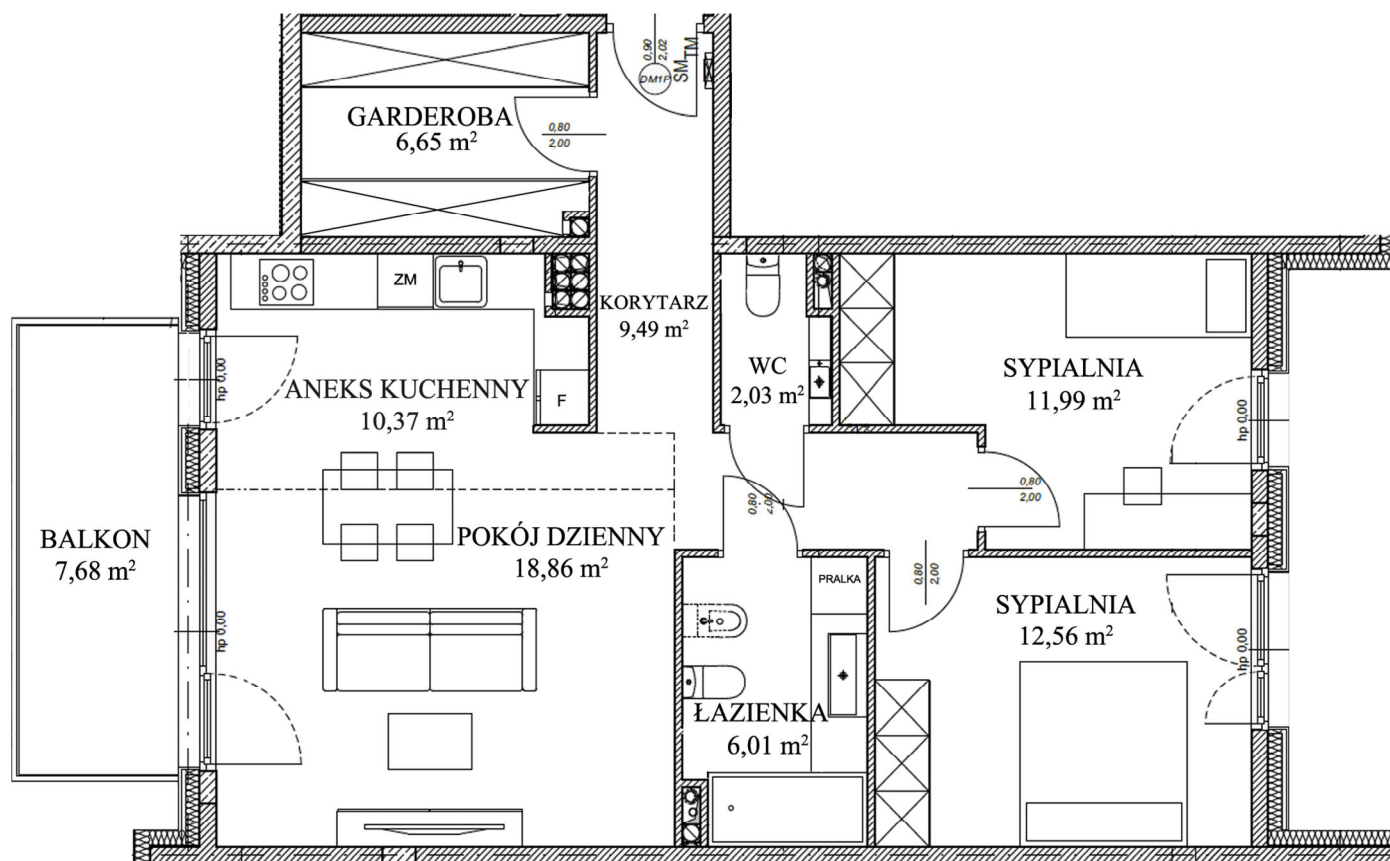 0,90
2,02
DM1P
SM
TM
GARDEROBA
6,65 m²
0,80
2,00
ZM
KORYTARZ
9,49 m²
WC
2,03 m²
SYPIALNIA
11,99 m²
hp 0,00
ANEKS KUCHENNY
10,37 m²
F
hp 0,00
0,80
2,00
0,80
2,00
BALKON
7,68 m²
POKÓJ DZIENNY
18,86 m²
PRALKA
0,80
2,00
SYPIALNIA
12,56 m²
hp 0,00
hp 0,00
ŁAZIENKA
6,01 m²